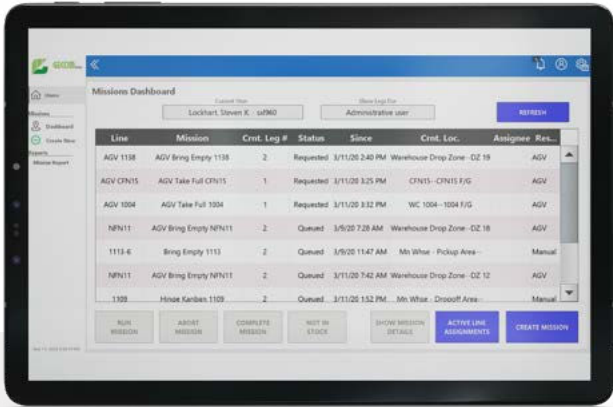 Home
Missions Dashboard
Current User
Show Legs For
Lockhart, Steven K. - sxl960
Administrative user
REFRESH
Missions
Dashboard
Create New
Reports
Mission Report
Line Mission Crnt. Leg # Status Since Crnt. Loc. Assignee Res...
AGV 1138 AGV Bring Empty 1138 2 Requested 3/11/20 2:40 PM Warehouse Drop Zone--DZ 19 AGV
AGV CFN15 AGV Take Full CFN15 1 Requested 3/11/20 3:25 PM CFN15--CFN15 F/G AGV
AGV 1004 AGV Take Full 1004 1 Requested 3/11/20 3:32 PM WC 1004--1004 F/G AGV
NFN11 AGV Bring Empty NFN11 2 Queued 3/9/20 7:28 AM Warehouse Drop Zone--DZ 18 AGV
1113-6 Bring Empty 1113 2 Queued 3/9/20 11:47 AM Mn Whse - Pickup Area-- Manual
NFN11 AGV Bring Empty NFN11 2 Queued 3/11/20 7:42 AM Warehouse Drop Zone--DZ 12 AGV
1109 Hinge Kanban 1109 2 Queued 3/11/20 1:52 PM Mn Whse - Dropoff Area-- Manual
RUN MISSION
ABORT MISSION
COMPLETE MISSION
NOT IN STOCK
SHOW MISSION DETAILS
ACTIVE LINE ASSIGNMENTS
CREATE MISSION